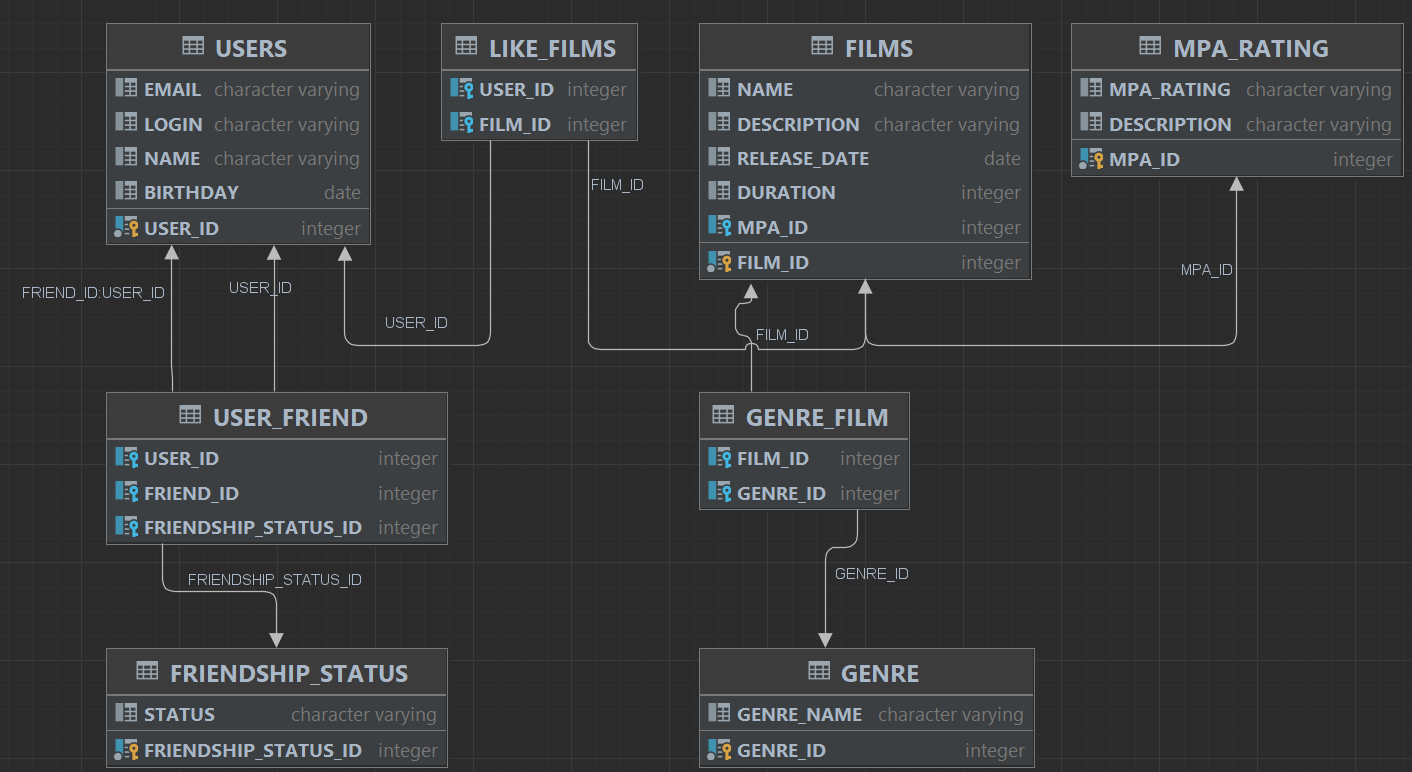 USERS
EMAIL character varying
LOGIN character varying
NAME character varying
BIRTHDAY date
USER_ID integer
LIKE_FILMS
USER_ID integer
FILM_ID integer
FILMS
NAME character varying
DESCRIPTION character varying
RELEASE_DATE date
DURATION integer
MPA_ID integer
FILM_ID integer
MPA_RATING
MPA_RATING character varying
DESCRIPTION character varying
MPA_ID integer
FILM_ID
MPA_ID
FRIEND_ID:USER_ID
USER_ID
USER_ID
FILM_ID
USER_FRIEND
USER_ID integer
FRIEND_ID integer
FRIENDSHIP_STATUS_ID integer
GENRE_FILM
FILM_ID integer
GENRE_ID integer
FRIENDSHIP_STATUS_ID
GENRE_ID
FRIENDSHIP_STATUS
STATUS character varying
FRIENDSHIP_STATUS_ID integer
GENRE
GENRE_NAME character varying
GENRE_ID integer